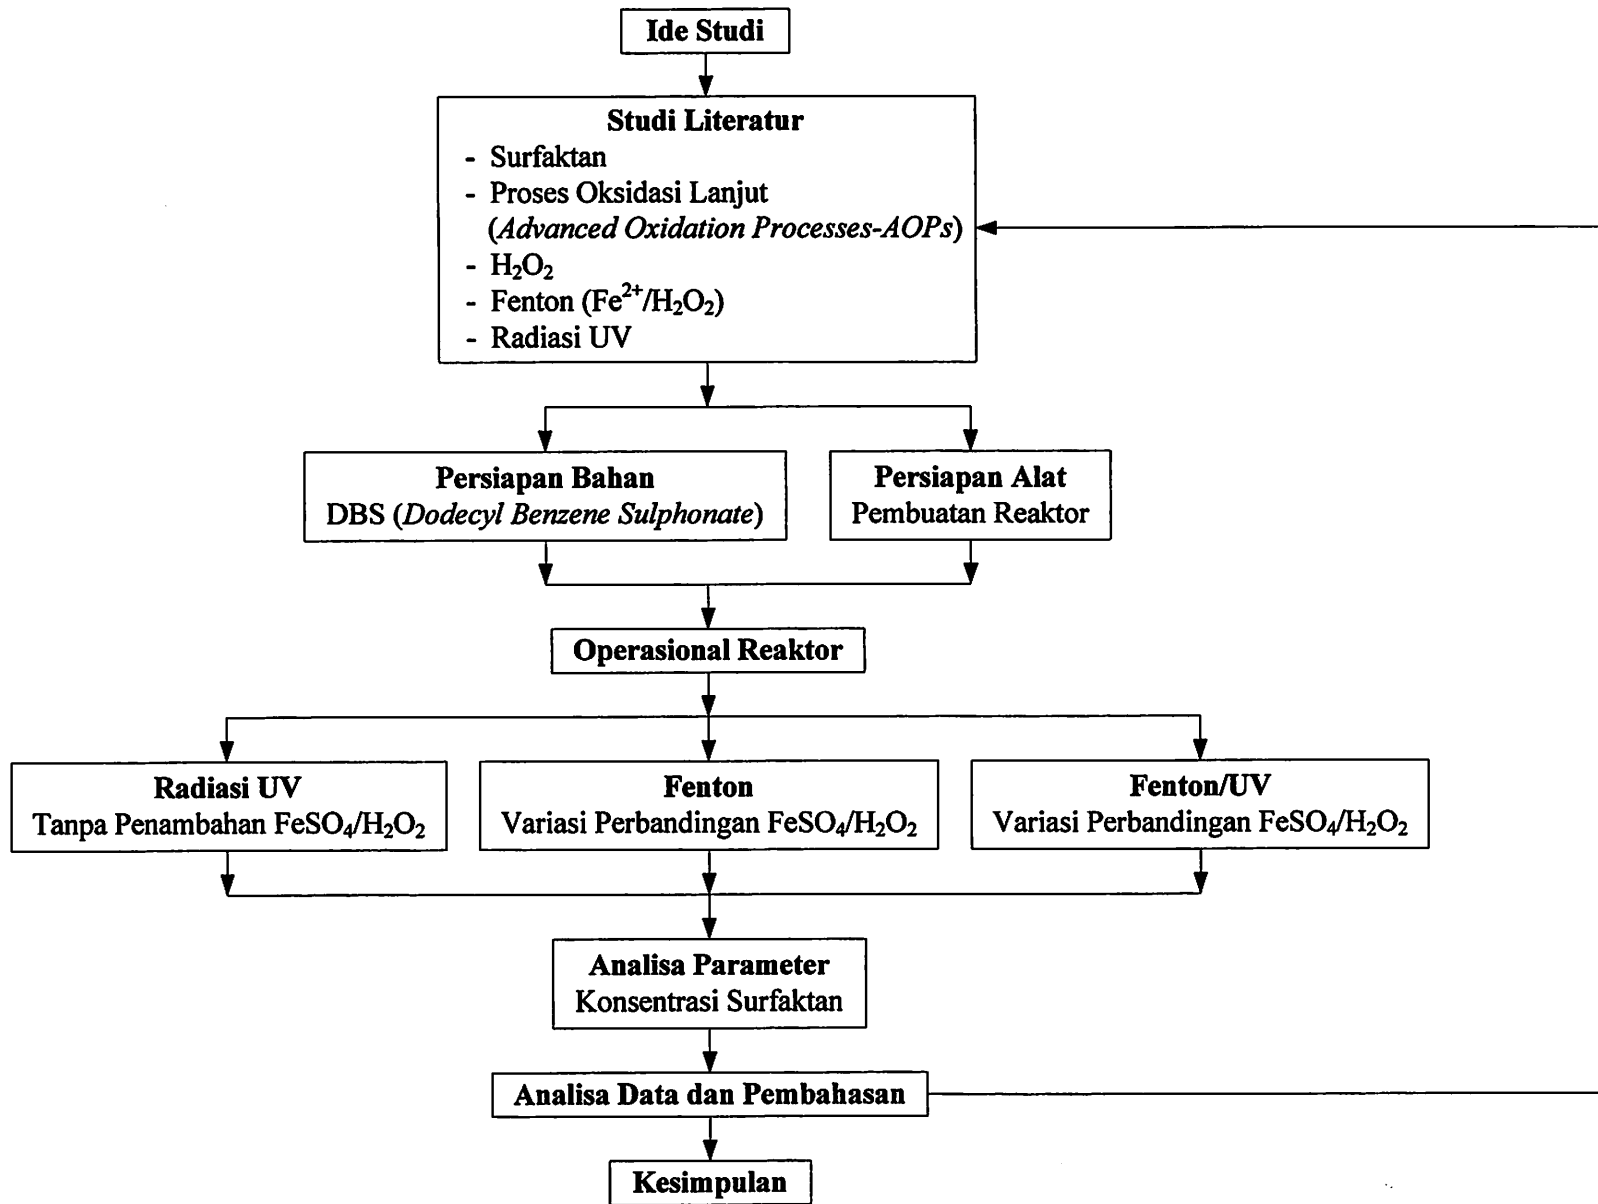 Ide Studi
Studi Literatur
- Surfaktan
- Proses Oksidasi Lanjut
(Advanced Oxidation Processes-AOPs)
- H₂O₂
- Fenton (Fe²⁺/H₂O₂)
- Radiasi UV
Persiapan Bahan
DBS (Dodecyl Benzene Sulphonate)
Persiapan Alat
Pembuatan Reaktor
Operasional Reaktor
Radiasi UV
Tanpa Penambahan FeSO₄/H₂O₂
Fenton
Variasi Perbandingan FeSO₄/H₂O₂
Fenton/UV
Variasi Perbandingan FeSO₄/H₂O₂
Analisa Parameter
Konsentrasi Surfaktan
Analisa Data dan Pembahasan
Kesimpulan